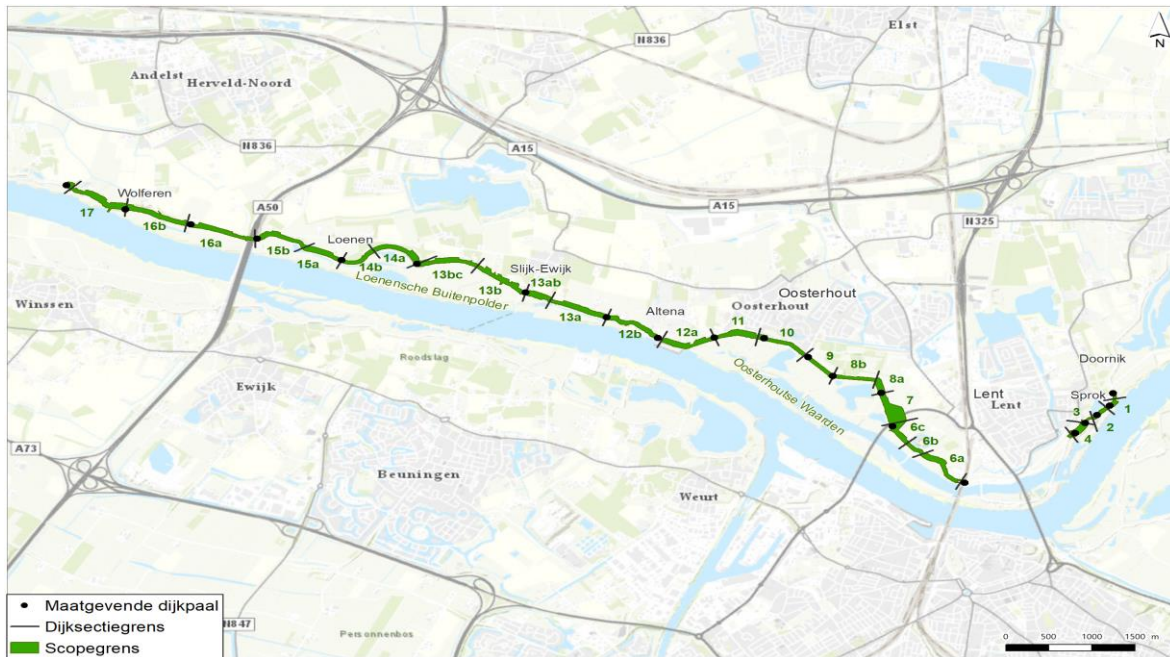 Elst
N836
N
Andelst
Herveld-Noord
N836
A15
A15
N325
Wolferen
17
16b
16a
A50
15b
15a
Loenen
14b
14a
13bc
Loenensche Buitenpolder
Slijk-Ewijk
13ab
13b
13a
12b
Altena
12a
11
Oosterhout
Oosterhout
10
9
8b
8a
7
6c
6b
6a
Oosterhoutse Waarden
Lent
Lent
Doornik
Sprok
1
2
3
4
Winssen
Roodslag
Ewijk
A73
Beuningen
Weurt
N847
Personnenbos
Maatgevende dijkpaal
Dijksectiegrens
Scopegrens
0 500 1000 1500 m